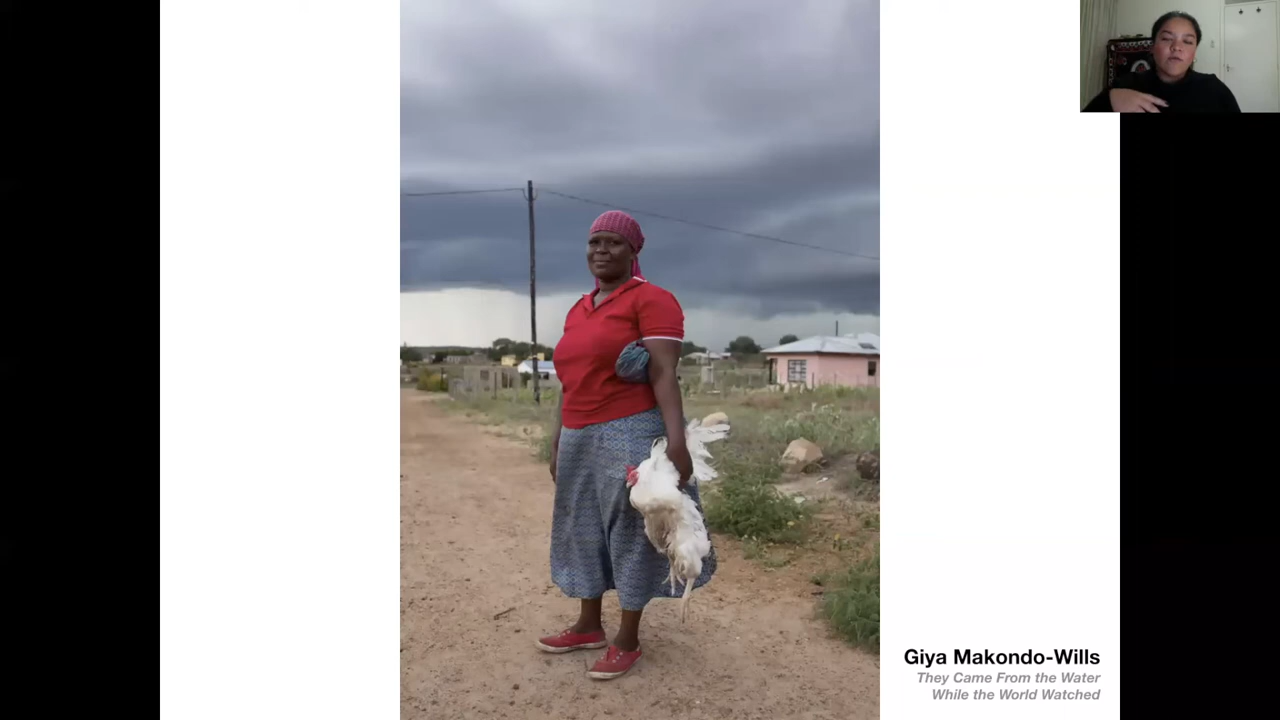 Giya Makondo-Wills
They Came From the Water
While the World Watched